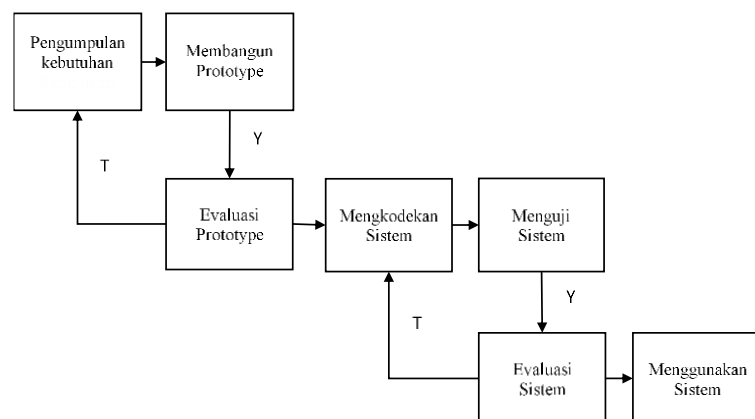 Pengumpulan
kebutuhan
Membangun
Prototype
T
Y
Evaluasi
Prototype
Mengkodekan
Sistem
Menguji
Sistem
T
Y
Evaluasi
Sistem
Menggunakan
Sistem